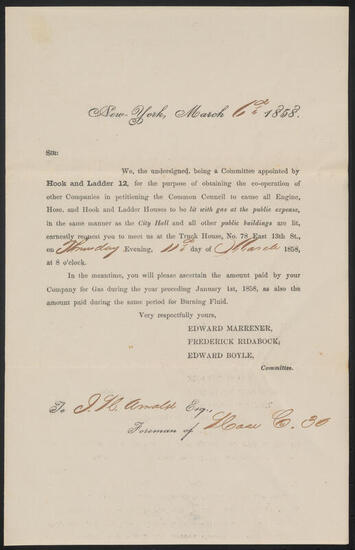 New-York, March 6th 1858.
SIR:
We, the undersigned, being a Committee appointed by
Hook and Ladder 12, for the purpose of obtaining the co-operation of
other Companies in petitioning the Common Council to cause all Engine,
Hose, and Hook and Ladder Houses to be lit with gas at the public expense,
in the same manner as the City Hall and all other public buildings are lit,
earnestly request you to meet us at the Truck House, No. 78 East 13th St.,
on Thursday Evening, 11th day of March 1858,
at 8 o'clock.
In the meantime, you will please ascertain the amount paid by your
Company for Gas during the year preceding January 1st, 1858, as also the
amount paid during the same period for Burning Fluid.
Very respectfully yours,
EDWARD MARRENER,
FREDERICK RIDABOCK,
EDWARD BOYLE,
Committee.
To J. H. Arnold Esq.,
Foreman of Hose C. 30